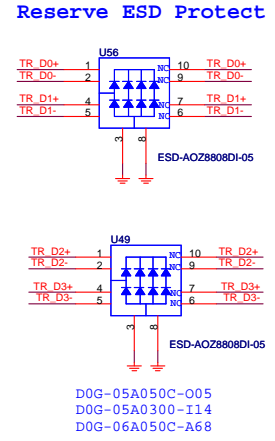 Reserve ESD Protect
U56
TR_D0+ 1 NC 10 TR_D0+
TR_D0- 2 NC 9 TR_D0-
TR_D1+ 4 NC 7 TR_D1+
TR_D1- 5 NC 6 TR_D1-
3 8
ESD-AOZ8808DI-05
U49
TR_D2+ 1 NC 10 TR_D2+
TR_D2- 2 NC 9 TR_D2-
TR_D3+ 4 NC 7 TR_D3+
TR_D3- 5 NC 6 TR_D3-
3 8
ESD-AOZ8808DI-05
D0G-05A050C-O05
D0G-05A0300-I14
D0G-06A050C-A68